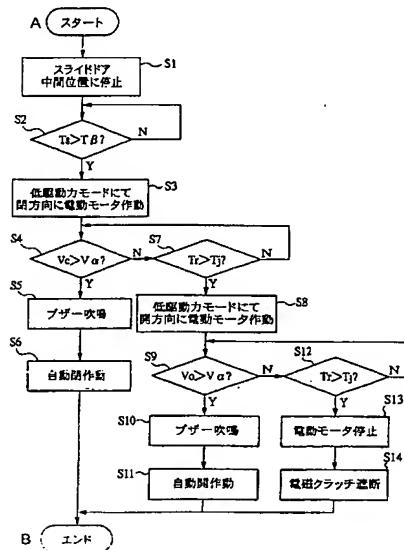 A スタート
S1
スライドドア
中間位置に停止
S2
Ts>Tβ?
N
Y
S3
低駆動力モードにて
閉方向に電動モータ作動
S4
Vc>Vα?
N
Y
S7
Tr>Tj?
N
Y
S5
ブザー吹鳴
S8
低駆動力モードにて
開方向に電動モータ作動
S6
自動閉作動
S9
Vo>Vα?
N
Y
S12
Tr>Tj?
N
Y
S10
ブザー吹鳴
S13
電動モータ停止
S11
自動開作動
S14
電磁クラッチ遮断
B エンド